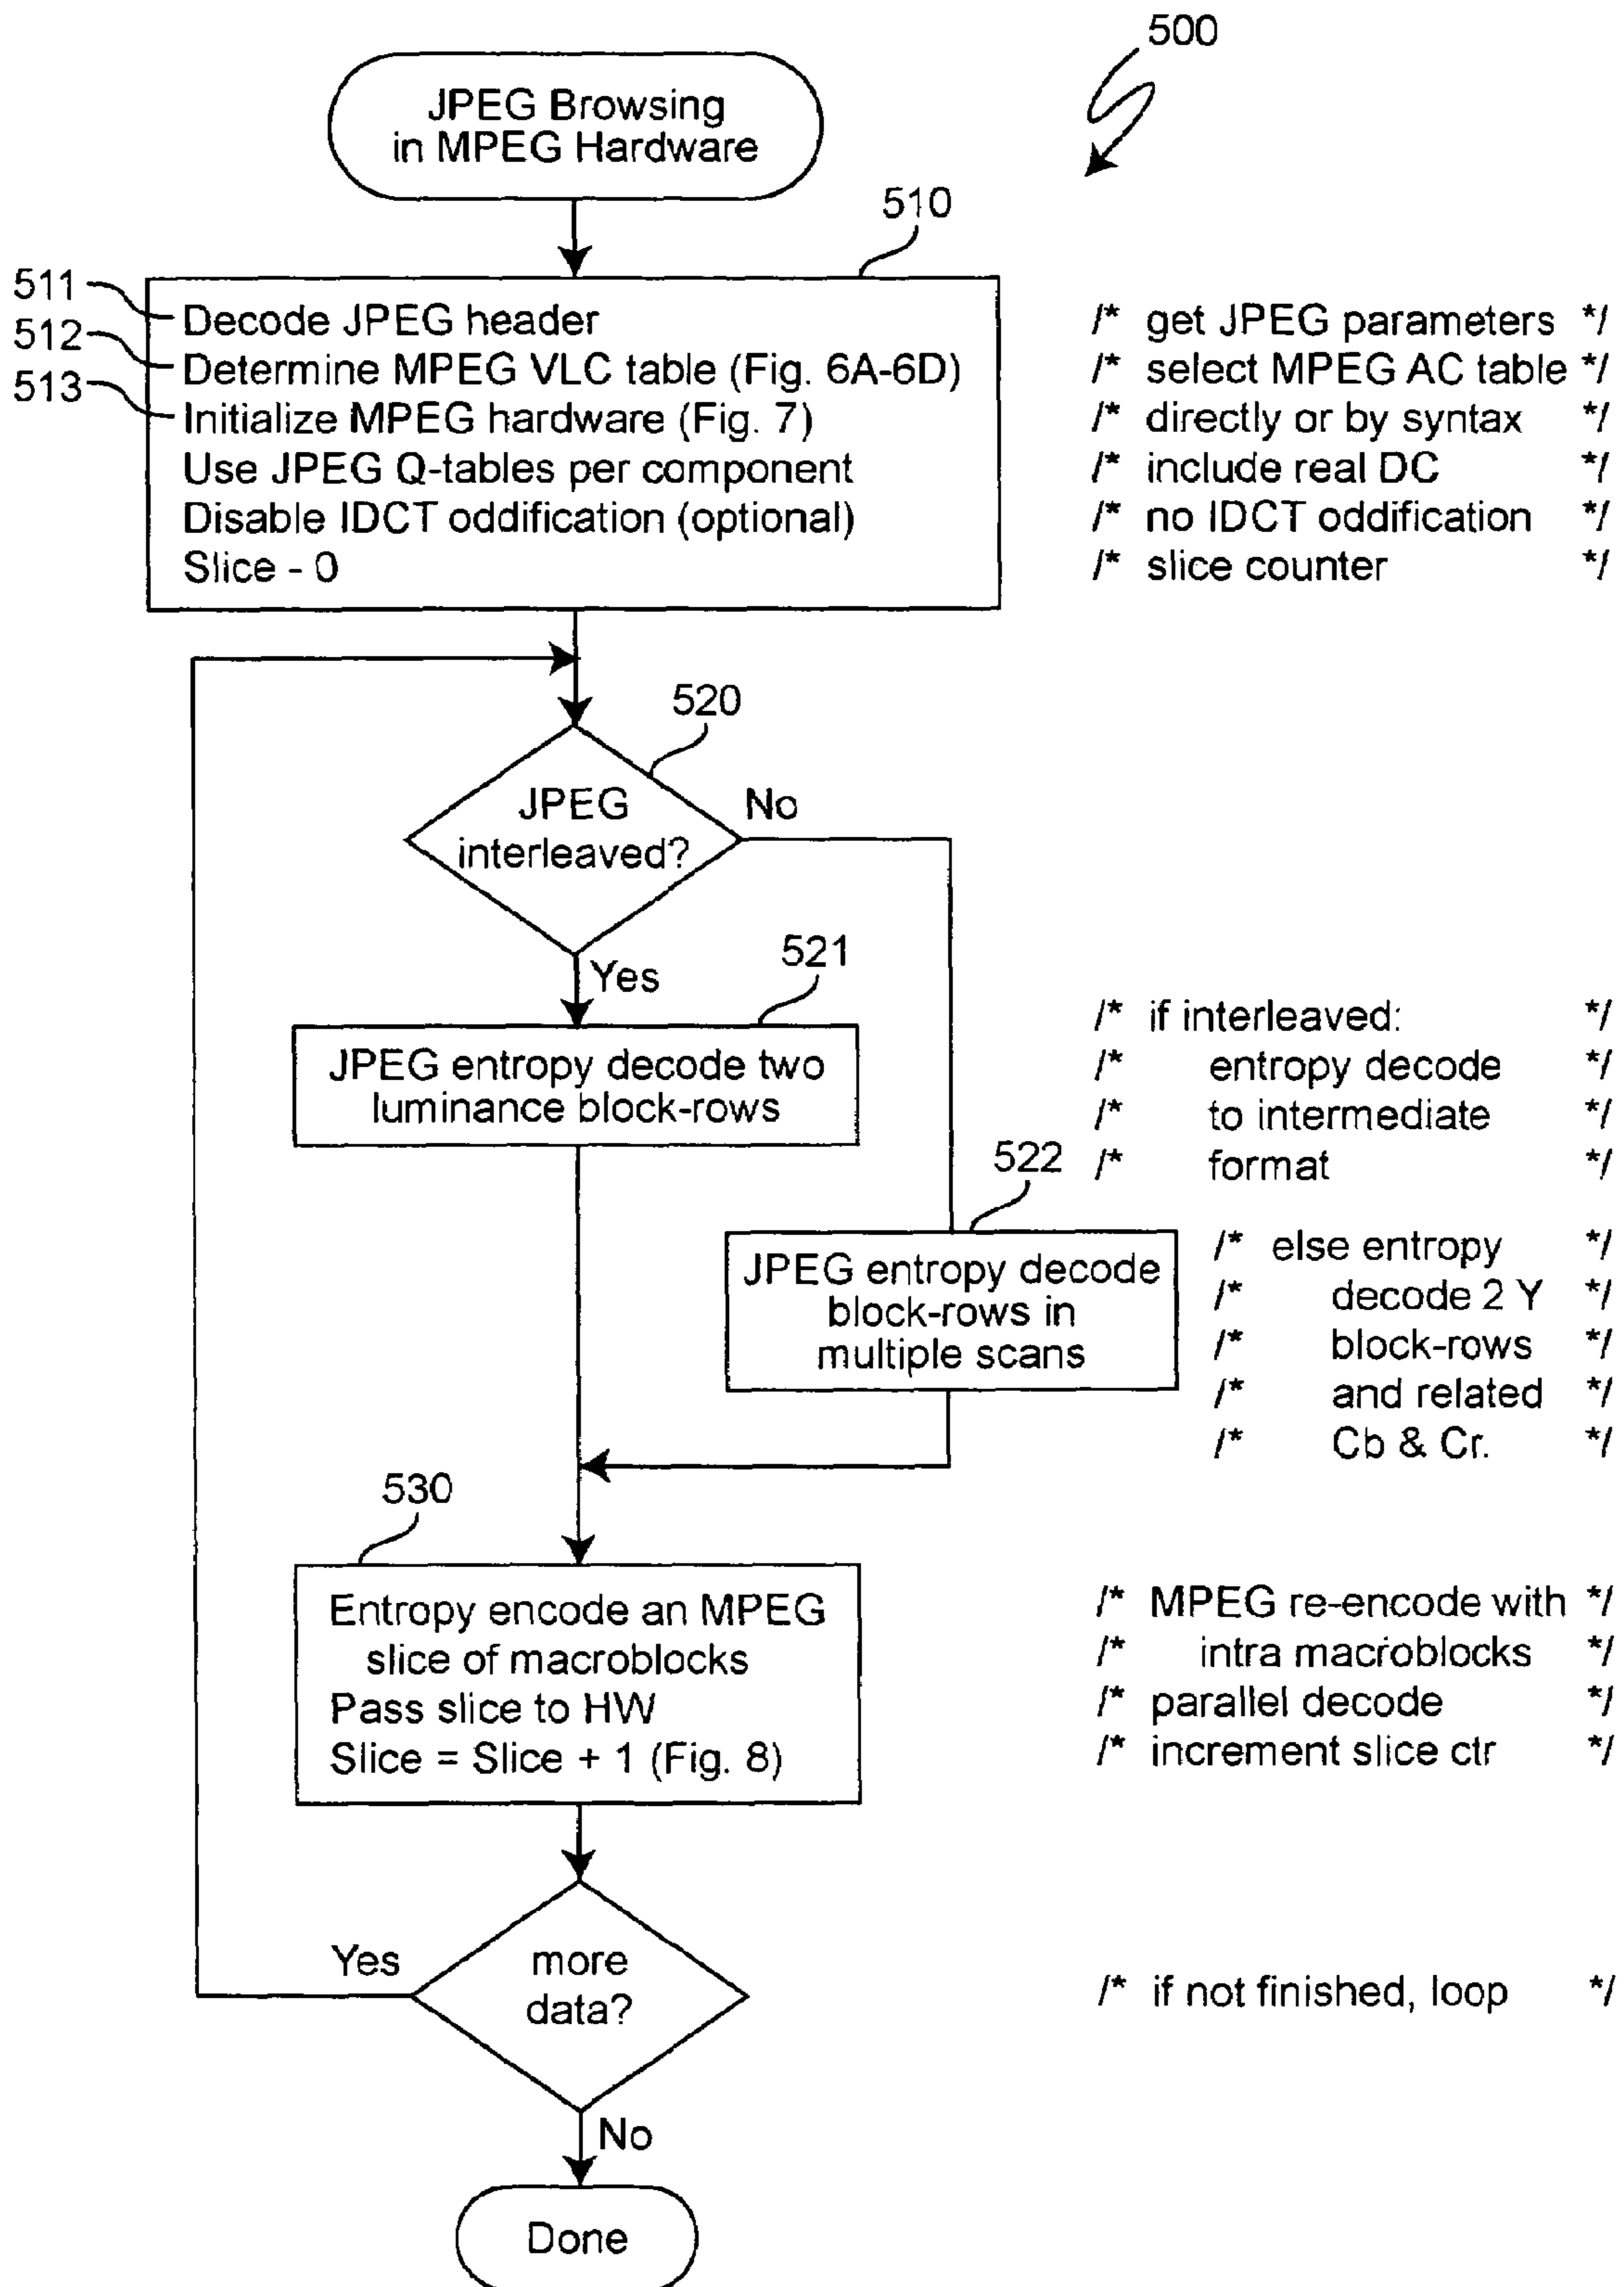 500
JPEG Browsing
in MPEG Hardware
510
511
Decode JPEG header /* get JPEG parameters */
512
Determine MPEG VLC table (Fig. 6A-6D) /* select MPEG AC table */
513
Initialize MPEG hardware (Fig. 7) /* directly or by syntax */
Use JPEG Q-tables per component /* include real DC */
Disable IDCT oddification (optional) /* no IDCT oddification */
Slice - 0 /* slice counter */
520
JPEG
interleaved?
No
Yes
521
JPEG entropy decode two
luminance block-rows
/* if interleaved: */
/* entropy decode */
/* to intermediate */
/* format */
522
JPEG entropy decode
block-rows in
multiple scans
/* else entropy */
/* decode 2 Y */
/* block-rows */
/* and related */
/* Cb & Cr. */
530
Entropy encode an MPEG /* MPEG re-encode with */
slice of macroblocks /* intra macroblocks */
Pass slice to HW /* parallel decode */
Slice = Slice + 1 (Fig. 8) /* increment slice ctr */
Yes
more
data?
/* if not finished, loop */
No
Done